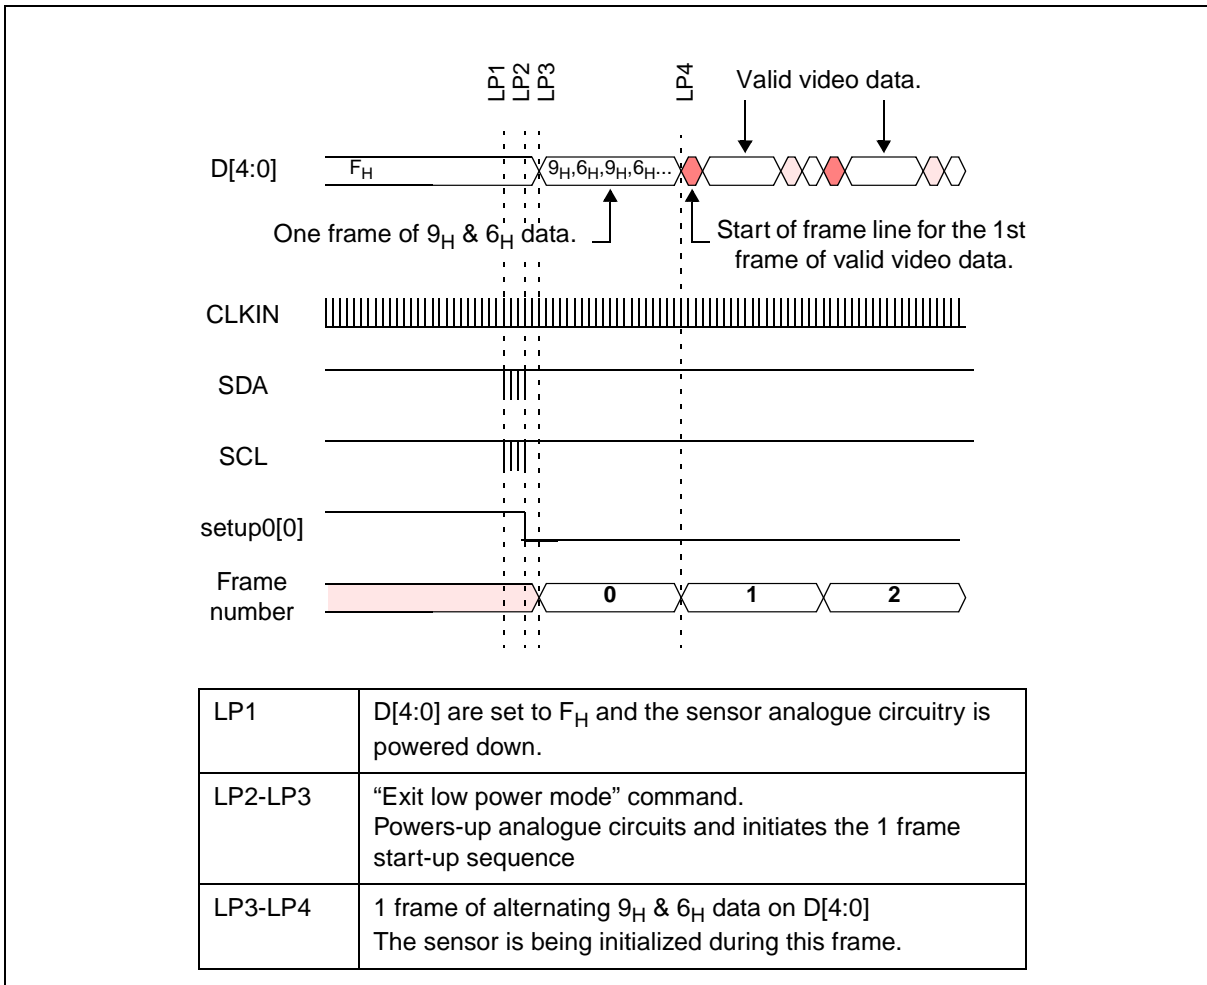 LP1 LP2 LP3 LP4
Valid video data.
D[4:0] FH 9H,6H,9H,6H...
One frame of 9H & 6H data.
Start of frame line for the 1st
frame of valid video data.
CLKIN
SDA
SCL
setup0[0]
Frame
number
0 1 2
LP1 D[4:0] are set to FH and the sensor analogue circuitry is
powered down.
LP2-LP3 “Exit low power mode” command.
Powers-up analogue circuits and initiates the 1 frame
start-up sequence
LP3-LP4 1 frame of alternating 9H & 6H data on D[4:0]
The sensor is being initialized during this frame.